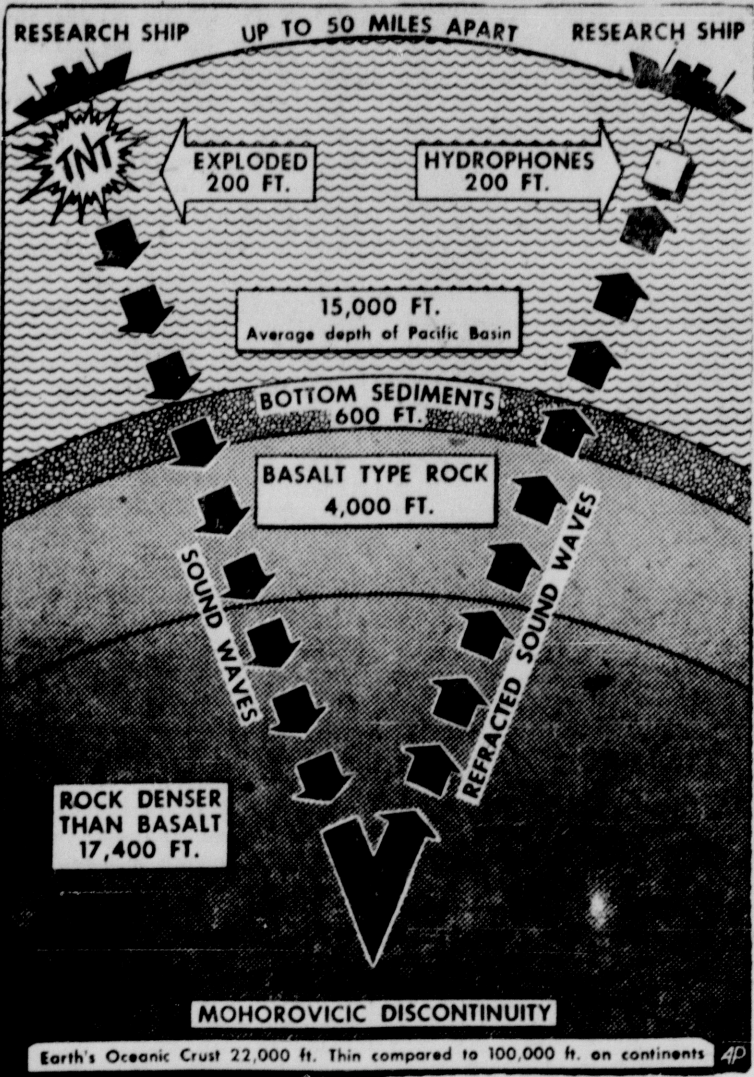 RESEARCH SHIP
UP TO 50 MILES APART
RESEARCH SHIP
TNT
EXPLODED
200 FT.
HYDROPHONES
200 FT.
15,000 FT.
Average depth of Pacific Basin
BOTTOM SEDIMENTS
600 FT.
BASALT TYPE ROCK
4,000 FT.
SOUND WAVES
REFRACTED SOUND WAVES
ROCK DENSER
THAN BASALT
17,400 FT.
MOHOROVICIC DISCONTINUITY
Earth's Oceanic Crust 22,000 ft. Thin compared to 100,000 ft. on continents
AP